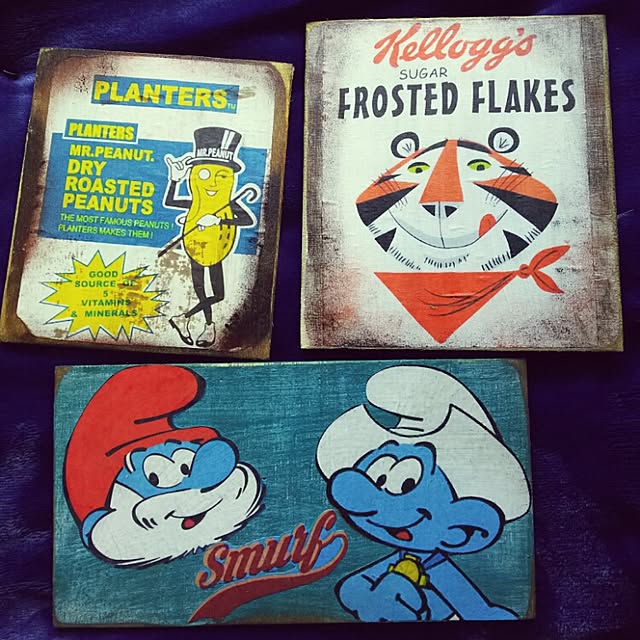 PLANTERS™
PLANTERS
MR.PEANUT.
DRY
ROASTED
PEANUTS
THE MOST FAMOUS PEANUTS!
PLANTERS MAKES THEM!
GOOD
SOURCE OF
5
VITAMINS
& MINERALS
MR.PEANUT
Kellogg's
SUGAR
FROSTED FLAKES
Smurf